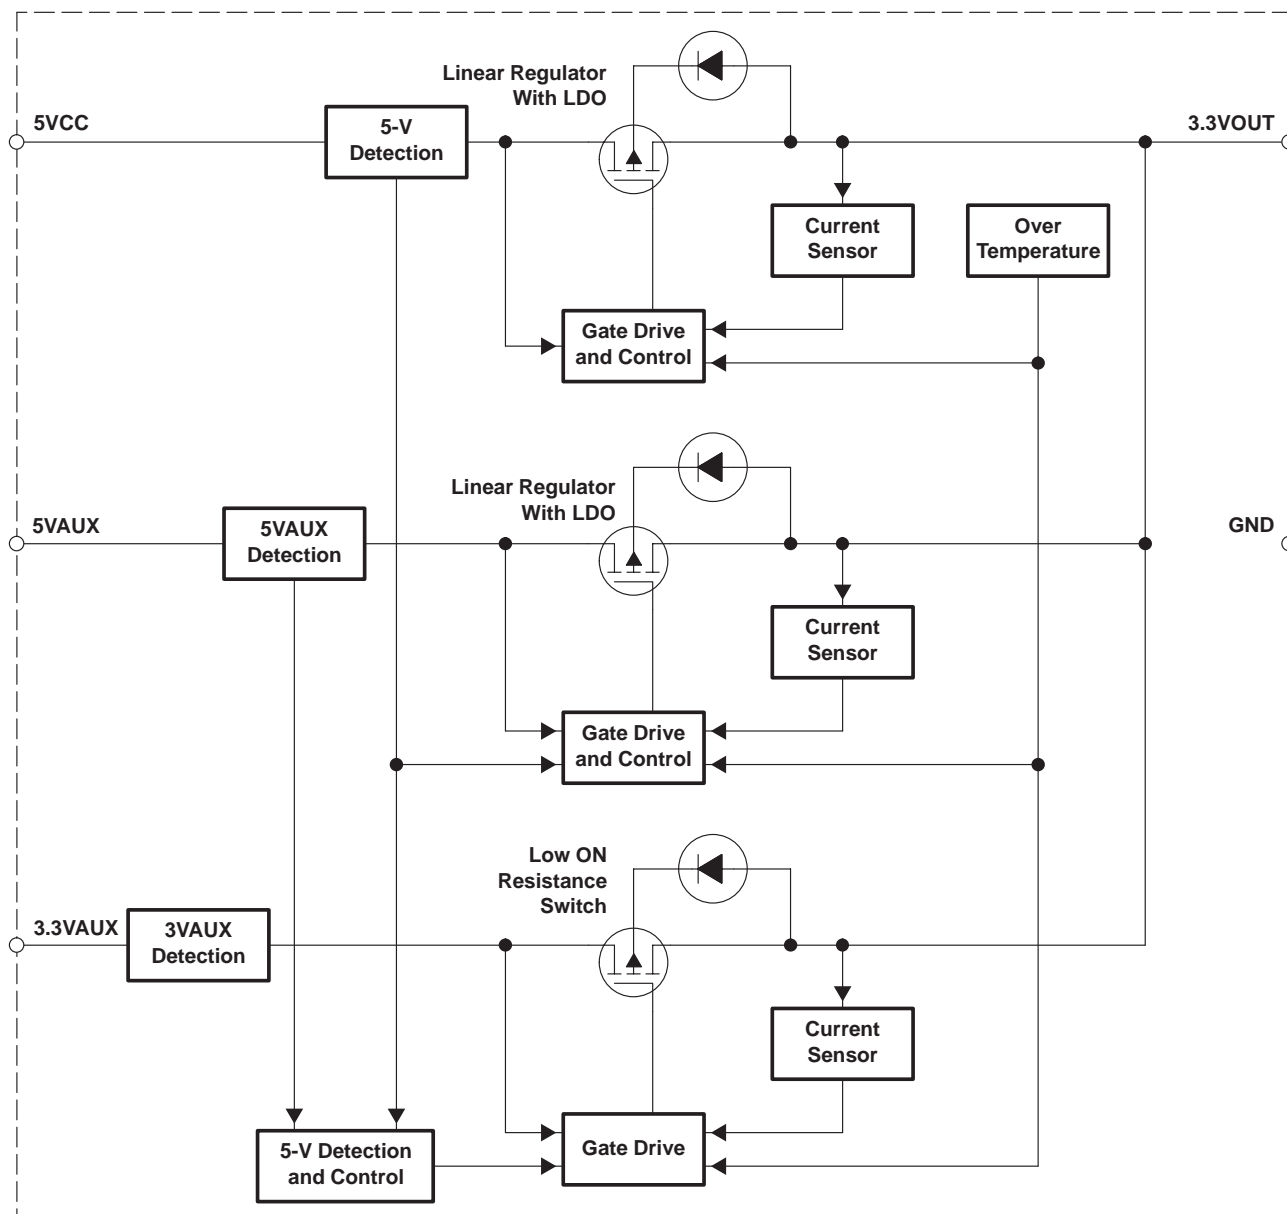 Linear Regulator
With LDO
5VCC
5-V
Detection
3.3VOUT
Current
Sensor
Over
Temperature
Gate Drive
and Control
Linear Regulator
With LDO
5VAUX
5VAUX
Detection
GND
Current
Sensor
Gate Drive
and Control
Low ON
Resistance
Switch
3.3VAUX
3VAUX
Detection
Current
Sensor
5-V Detection
and Control
Gate Drive